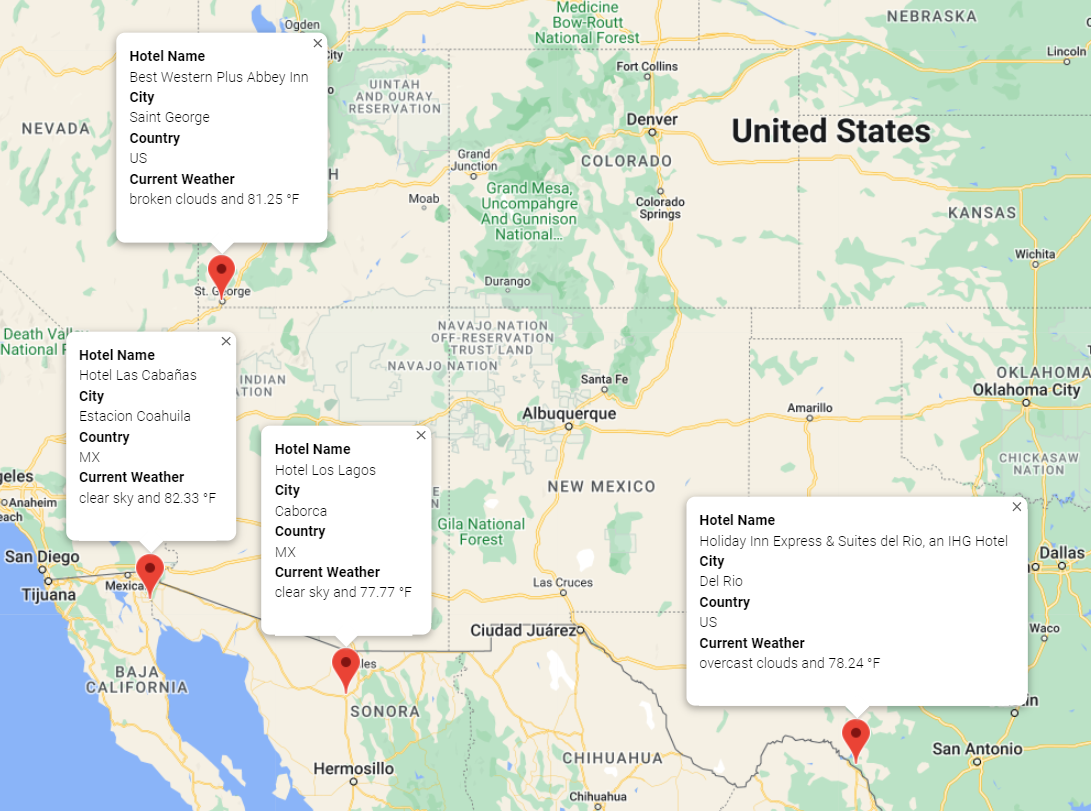 Medicine
Bow-Routt
National Forest
NEBRASKA
Ogden
Lincoln
Fort Collins
UINTAH
AND OURAY
RESERVATION
NEVADA
Denver
United States
COLORADO
Grand
Junction
Moab
Grand Mesa,
Uncompahgre
And Gunnison
National...
Colorado
Springs
KANSAS
Wichita
Durango
St. George
Hotel Name
Best Western Plus Abbey Inn
City
Saint George
Country
US
Current Weather
broken clouds and 81.25 °F
NAVAJO NATION
OFF-RESERVATION
TRUST LAND
NAVAJO NATION
INDIAN
Santa Fe
Albuquerque
Amarillo
OKLAHOMA
Oklahoma City
CHICKASAW
NATION
Death Valley
National
Hotel Name
Hotel Las Cabañas
City
Estacion Coahuila
Country
MX
Current Weather
clear sky and 82.33 °F
Hotel Name
Hotel Los Lagos
City
Caborca
Country
MX
Current Weather
clear sky and 77.77 °F
NEW MEXICO
Gila National
Forest
Las Cruces
Ciudad Juárez
Hotel Name
Holiday Inn Express & Suites del Rio, an IHG Hotel
City
Del Rio
Country
US
Current Weather
overcast clouds and 78.24 °F
Anaheim
San Diego
Tijuana
Mexica
Dallas
Waco
BAJA
CALIFORNIA
SONORA
Hermosillo
CHIHUAHUA
Chihuahua
San Antonio